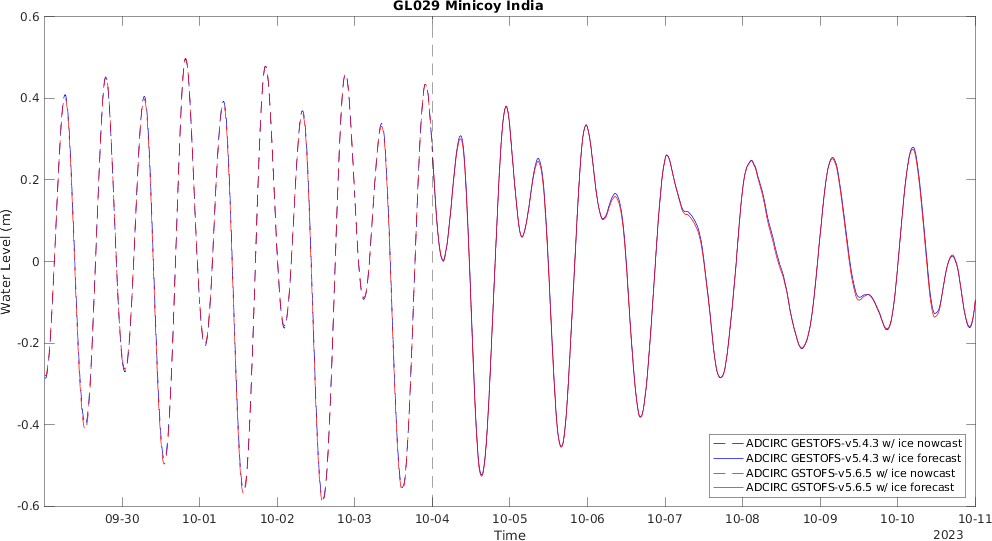 GL029 Minicoy India
0.6
0.4
0.2
0
-0.2
-0.4
-0.6
Water Level (m)
ADCIRC GESTOFS-v5.4.3 w/ ice nowcast
ADCIRC GESTOFS-v5.4.3 w/ ice forecast
ADCIRC GSTOFS-v5.6.5 w/ ice nowcast
ADCIRC GSTOFS-v5.6.5 w/ ice forecast
09-30 10-01 10-02 10-03 10-04 10-05 10-06 10-07 10-08 10-09 10-10 10-11
Time
2023